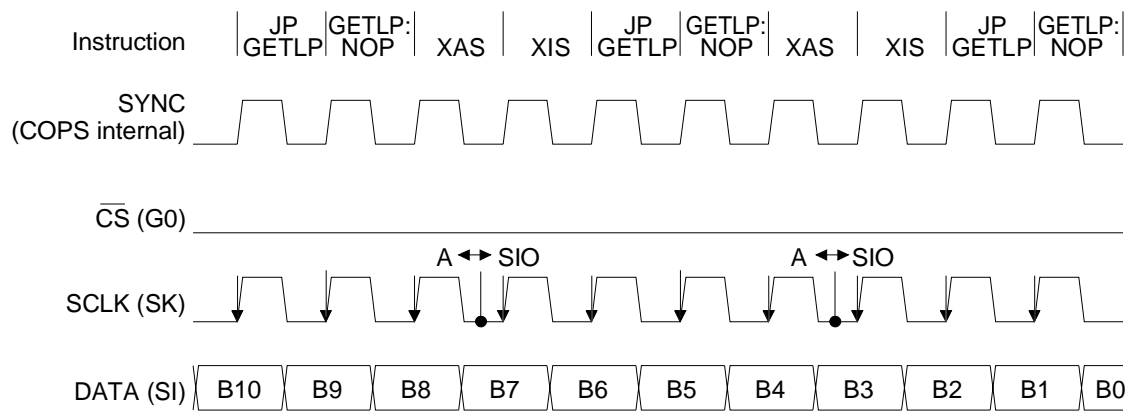 Instruction JP GETLP GETLP: NOP XAS XIS JP GETLP GETLP: NOP XAS XIS JP GETLP GETLP: NOP
SYNC
(COPS internal)
CS (G0)
A SIO A SIO
SCLK (SK)
DATA (SI) B10 B9 B8 B7 B6 B5 B4 B3 B2 B1 B0